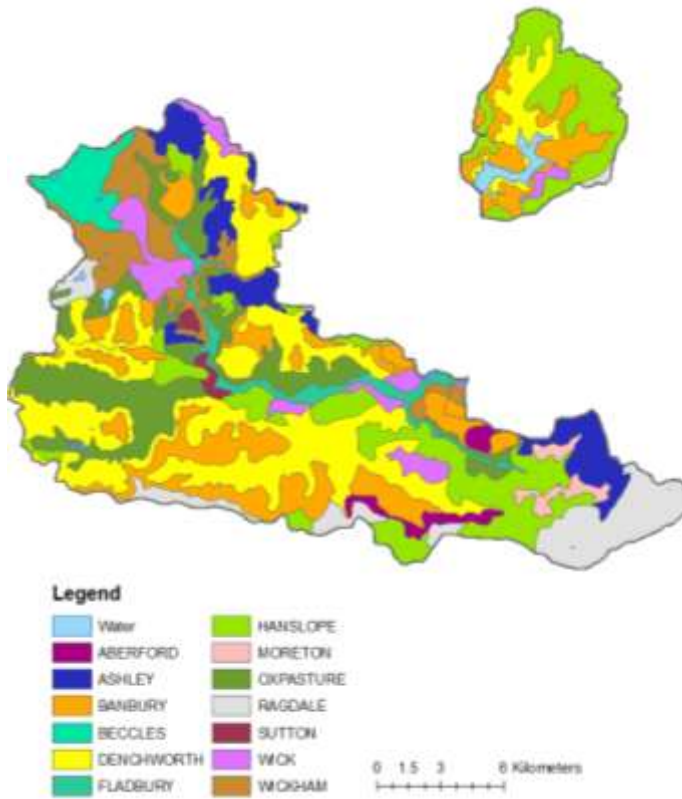 Legend
Water
ABERFORD
ASHLEY
BANBURY
BECCLES
DENCHWORTH
FLADBURY
HANSLOPE
MORETON
OXPASTURE
RAGDALE
SUTTON
WICK
WICKHAM
0 1.5 3 6 Kilometers